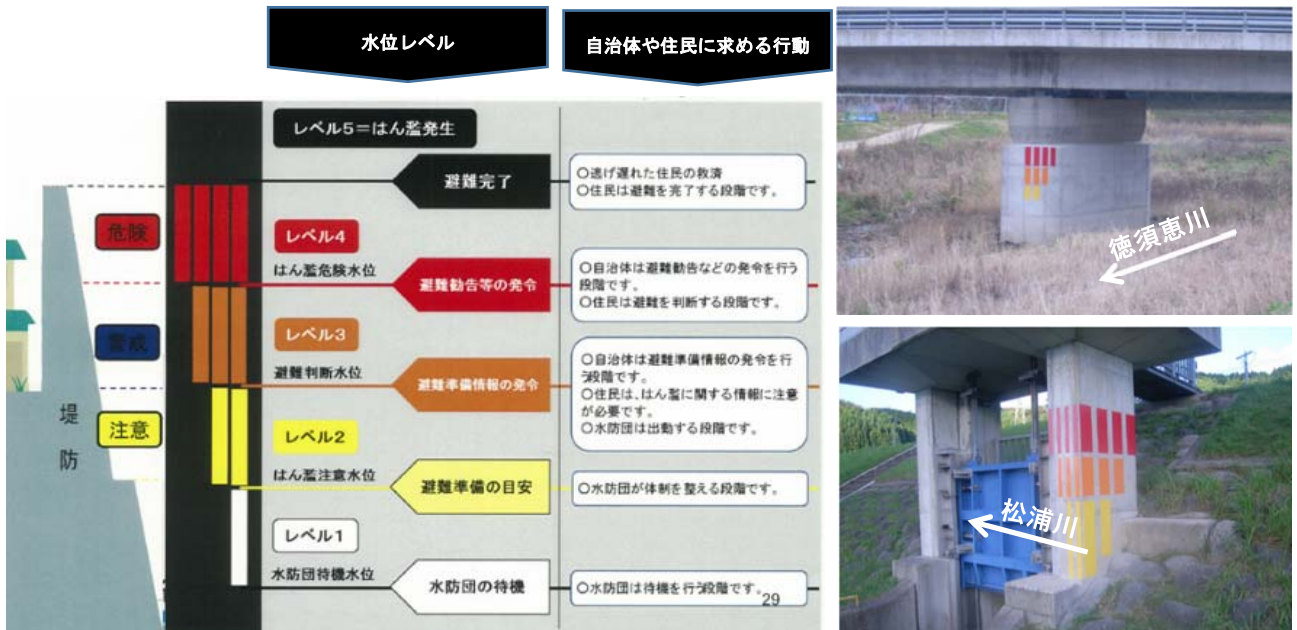 水位レベル
自治体や住民に求める行動
レベル5=はん濫発生
避難完了
○逃げ遅れた住民の救済
○住民は避難を完了する段階です。
危険
レベル4
はん濫危険水位
避難勧告等の発令
○自治体は避難勧告などの発令を行う
段階です。
○住民は避難を判断する段階です。
警戒
レベル3
避難判断水位
避難準備情報の発令
○自治体は避難準備情報の発令を行
う段階です。
○住民は、はん濫に関する情報に注意
が必要です。
○水防団は出動する段階です。
堤防
注意
レベル2
はん濫注意水位
避難準備の目安
○水防団が体制を整える段階です。
レベル1
水防団待機水位
水防団の待機
○水防団は待機を行う段階です。
29
徳須恵川
松浦川